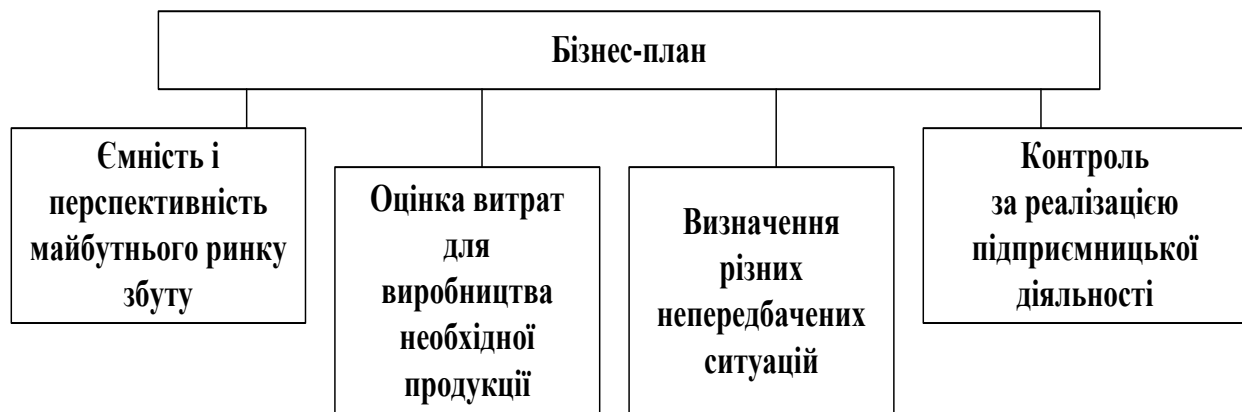 Бізнес-план
Ємність і
перспективність
майбутнього ринку
збуту
Оцінка витрат
для
виробництва
необхідної
продукції
Визначення
різних
непередбачених
ситуацій
Контроль
за реалізацією
підприємницької
діяльності